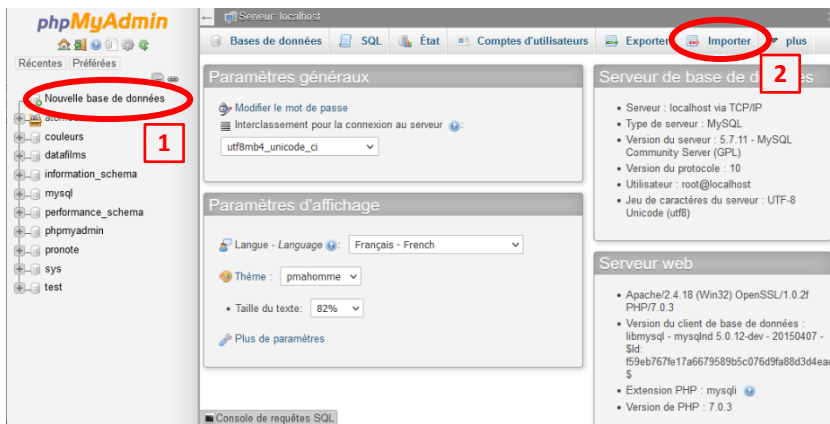 phpMyAdmin
Récentes Préférées
Nouvelle base de données
couleurs
datafilms
information_schema
mysql
performance_schema
phpmyadmin
pronote
sys
test
1
Serveur: localhost
Bases de données SQL État Comptes d'utilisateurs Exporter Importer plus
2
Paramètres généraux
Modifier le mot de passe
Interclassement pour la connexion au serveur :
utf8mb4_unicode_ci
Paramètres d'affichage
Langue - Language : Français - French
Thème : pmahomme
• Taille du texte: 82%
Plus de paramètres
Console de requêtes SQL
Serveur de base de d es
• Serveur : localhost via TCP/IP
• Type de serveur : MySQL
• Version du serveur : 5.7.11 - MySQL
Community Server (GPL)
• Version du protocole : 10
• Utilisateur : root@localhost
• Jeu de caractères du serveur : UTF-8
Unicode (utf8)
Serveur web
• Apache/2.4.18 (Win32) OpenSSL/1.0.2f
PHP/7.0.3
• Version du client de base de données :
libmysql - mysqlnd 5.0.12-dev - 20150407 -
$Id:
f59eb767fe17a6679589b5c076d9fa88d3d4eac
$
• Extension PHP : mysqli
• Version de PHP : 7.0.3